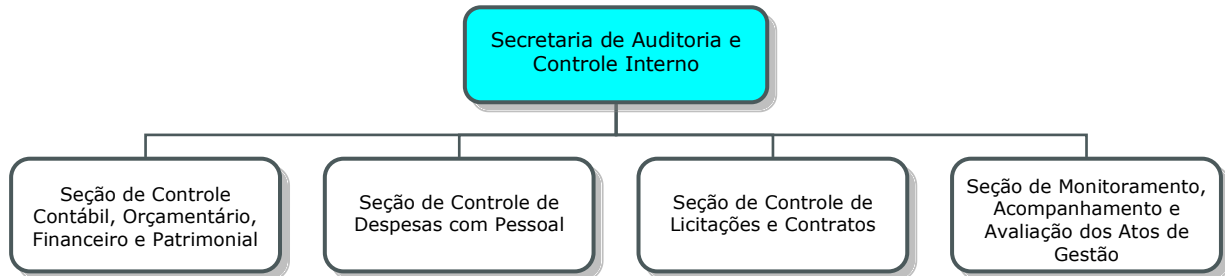 Secretaria de Auditoria e
Controle Interno
Seção de Controle
Contábil, Orçamentário,
Financeiro e Patrimonial
Seção de Controle de
Despesas com Pessoal
Seção de Controle de
Licitações e Contratos
Seção de Monitoramento,
Acompanhamento e
Avaliação dos Atos de
Gestão